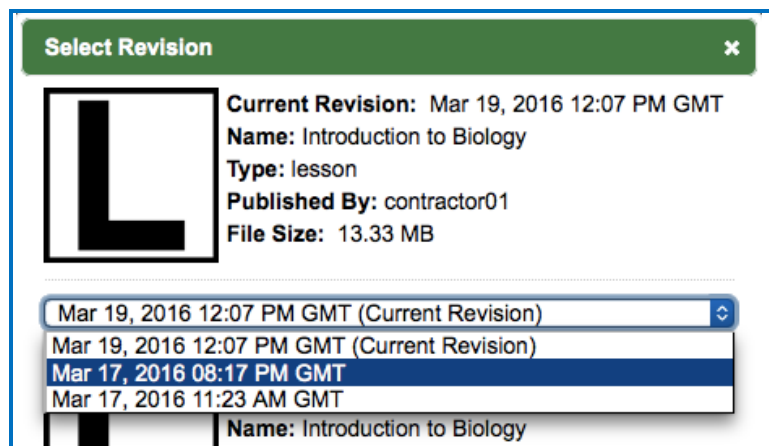 Select Revision ×
L
Current Revision: Mar 19, 2016 12:07 PM GMT
Name: Introduction to Biology
Type: lesson
Published By: contractor01
File Size: 13.33 MB
Mar 19, 2016 12:07 PM GMT (Current Revision)
Mar 19, 2016 12:07 PM GMT (Current Revision)
Mar 17, 2016 08:17 PM GMT
Mar 17, 2016 11:23 AM GMT
Name: Introduction to Biology